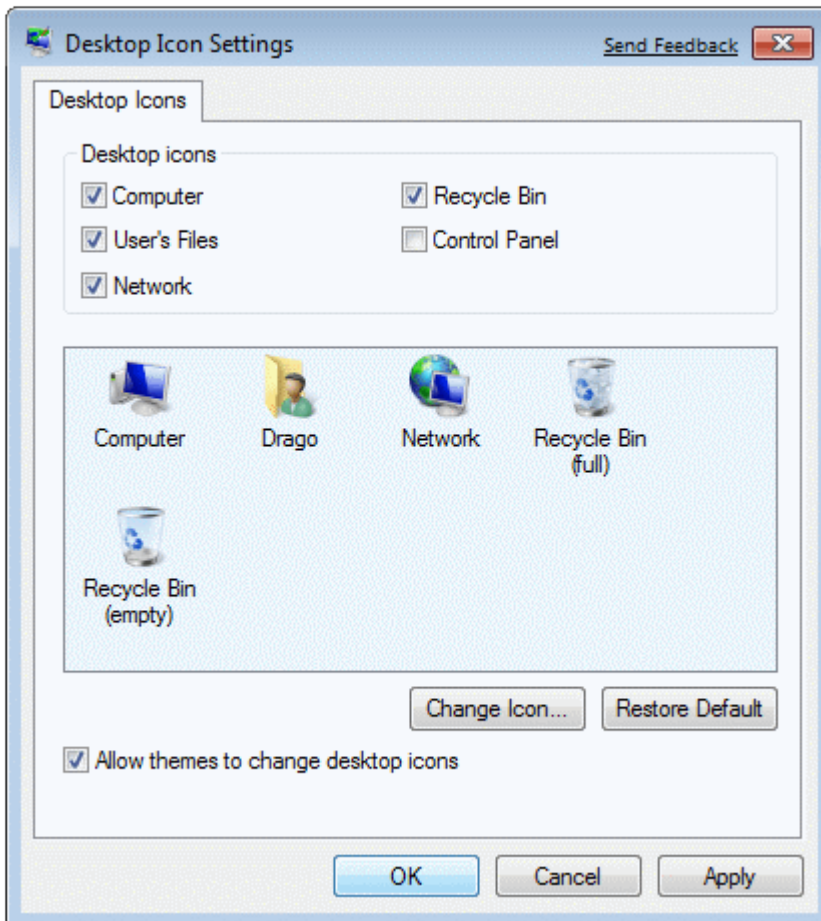 Desktop Icon Settings
Send Feedback
Desktop Icons
Desktop icons
Computer
Recycle Bin
User's Files
Control Panel
Network
Computer
Drago
Network
Recycle Bin
(full)
Recycle Bin
(empty)
Change Icon...
Restore Default
Allow themes to change desktop icons
OK
Cancel
Apply